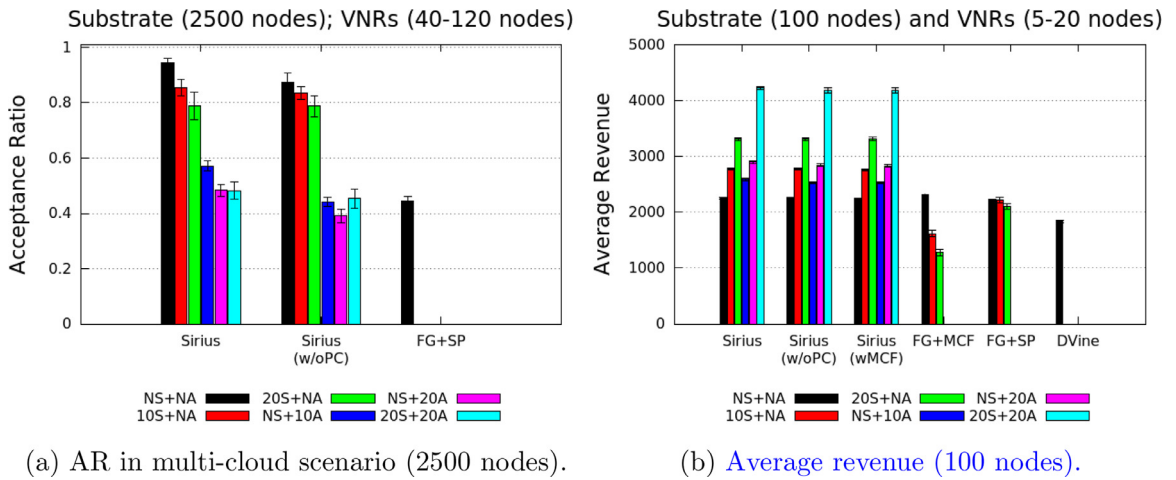 Substrate (2500 nodes); VNRs (40-120 nodes)
Acceptance Ratio
1
0.8
0.6
0.4
0.2
0
Sirius
Sirius
(w/oPC)
FG+SP
NS+NA 20S+NA NS+20A
10S+NA NS+10A 20S+20A
(a) AR in multi-cloud scenario (2500 nodes).
Substrate (100 nodes) and VNRs (5-20 nodes)
Average Revenue
5000
4000
3000
2000
1000
0
Sirius
Sirius
(w/oPC)
Sirius
(wMCF)
FG+MCF
FG+SP
DVine
NS+NA 20S+NA NS+20A
10S+NA NS+10A 20S+20A
(b) Average revenue (100 nodes).